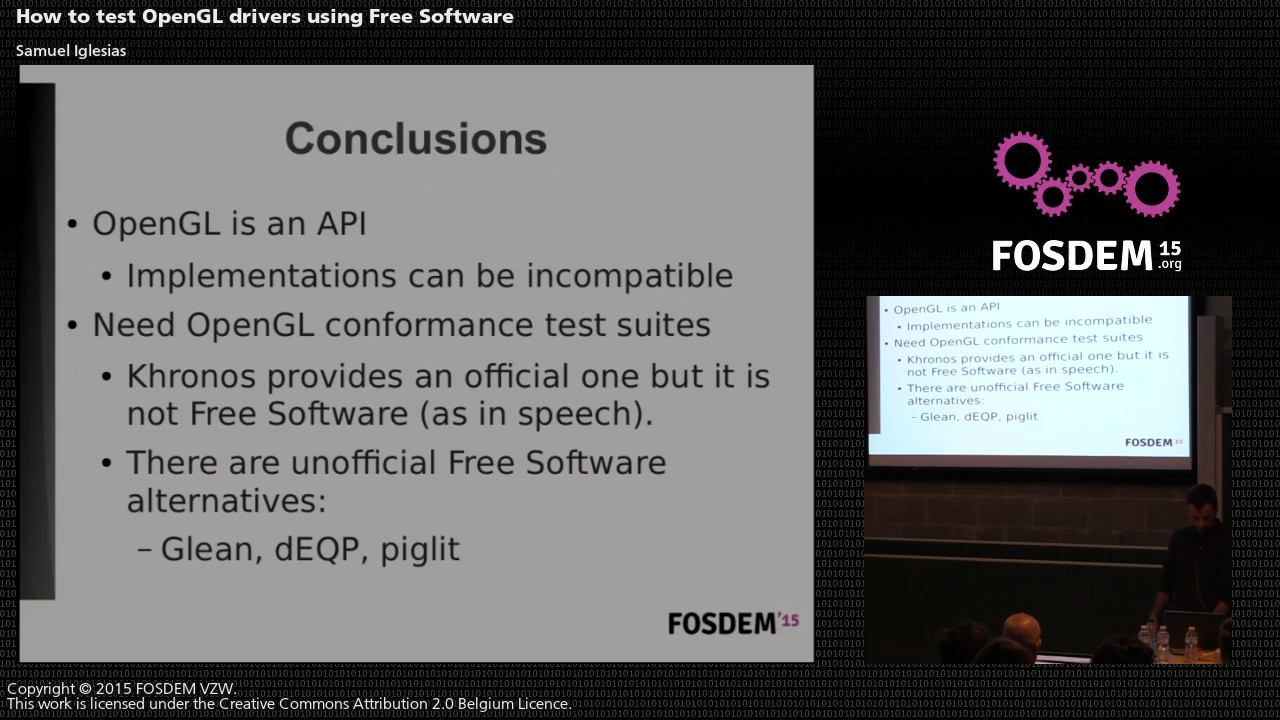 How to test OpenGL drivers using Free Software
Samuel Iglesias
Conclusions
• OpenGL is an API
• Implementations can be incompatible
• Need OpenGL conformance test suites
• Khronos provides an official one but it is
not Free Software (as in speech).
• There are unofficial Free Software
alternatives:
– Glean, dEQP, piglit
FOSDEM'15
FOSDEM 15
.org
• OpenGL is an API
• Implementations can be incompatible
• Need OpenGL conformance test suites
• Khronos provides an official one but it is
not Free Software (as in speech).
• There are unofficial Free Software
alternatives:
– Glean, dEQP, piglit
FOSDEM'15
Copyright © 2015 FOSDEM VZW.
This work is licensed under the Creative Commons Attribution 2.0 Belgium Licence.